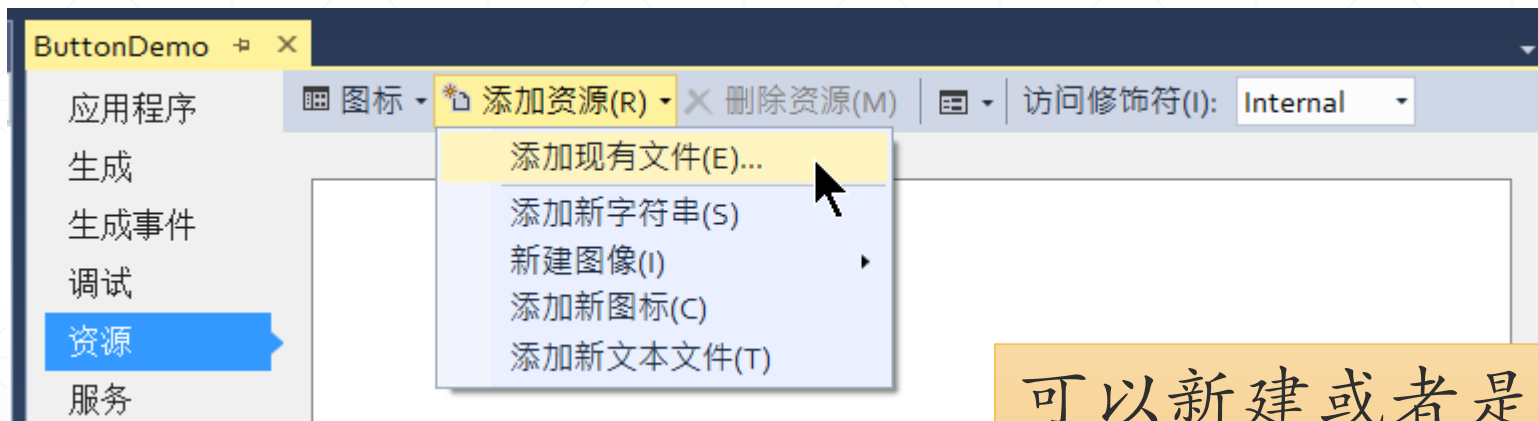 ButtonDemo
应用程序
图标 添加资源(R) 删除资源(M) 访问修饰符(I): Internal
添加现有文件(E)...
生成
添加新字符串(S)
生成事件
新建图像(I)
调试
添加新图标(C)
资源
添加新文本文件(T)
服务
可以新建或者是